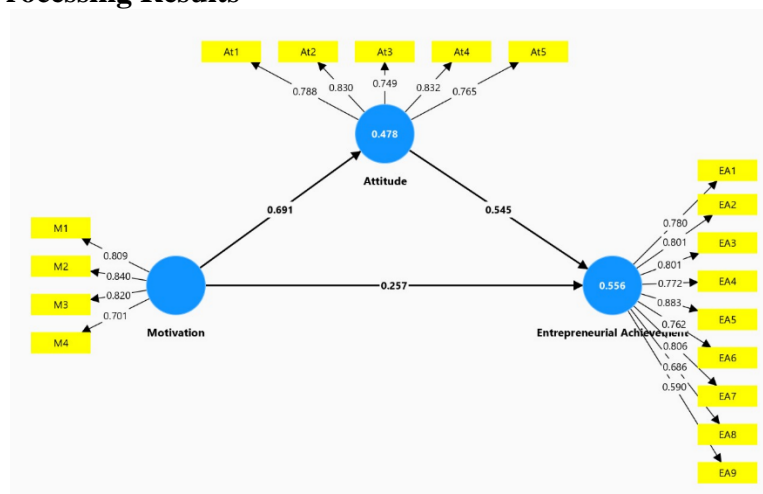 rocessing Results
At1 At2 At3 At4 At5
0.788 0.830 0.749 0.832 0.765
0.478
Attitude
0.691 0.545
M1
M2
M3
M4
0.809
0.840
0.820
0.701
Motivation
0.257
0.556
Entrepreneurial Achievement
0.780
0.801
0.801
0.772
0.883
0.762
0.806
0.686
0.590
EA1
EA2
EA3
EA4
EA5
EA6
EA7
EA8
EA9